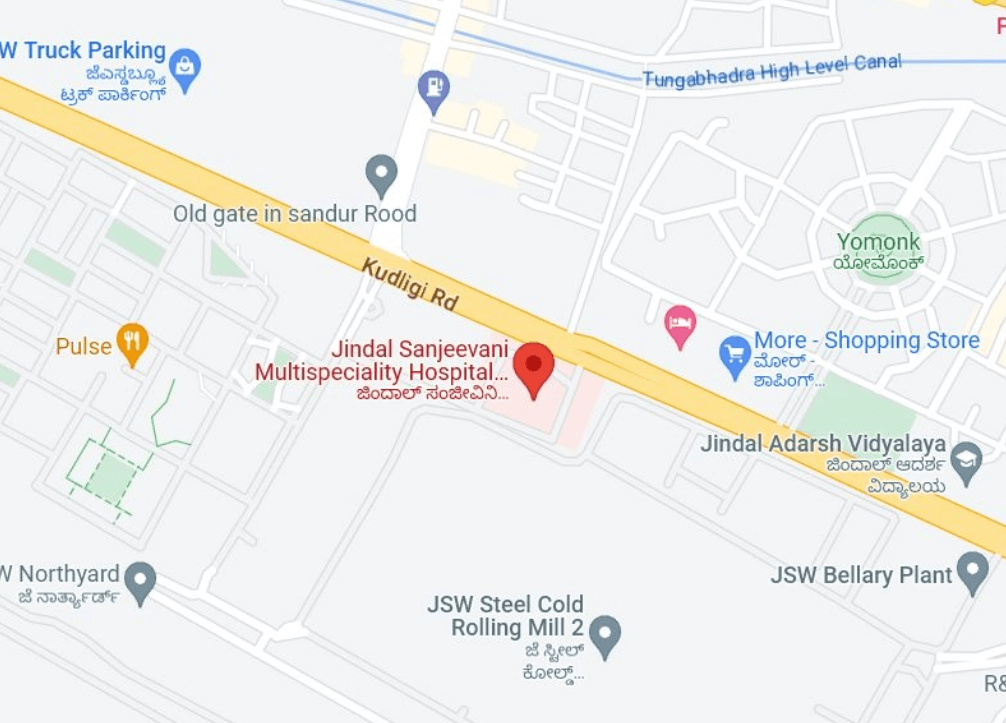 W Truck Parking
ಜೆಎಸ್ಡಬ್ಲ್ಯೂ
ಟ್ರಕ್ ಪಾರ್ಕಿಂಗ್
Tungabhadra High Level Canal
Old gate in sandur Rood
Yomonk
ಯೋಮೊಂಕ್
Kudligi Rd
Pulse
Jindal Sanjeevani
Multispeciality Hospital...
ಜಿಂದಾಲ್ ಸಂಜೀವಿನಿ...
More - Shopping Store
ಮೋರ್ -
ಶಾಪಿಂಗ್...
Jindal Adarsh Vidyalaya
ಜಿಂದಾಲ್ ಆದರ್ಶ
ವಿದ್ಯಾಲಯ
W Northyard
ಜೆ ನಾರ್ತ್ಯಾರ್ಡ್
JSW Bellary Plant
JSW Steel Cold
Rolling Mill 2
ಜೆ ಸ್ಟೀಲ್
ಕೋಲ್ಡ್...
R&